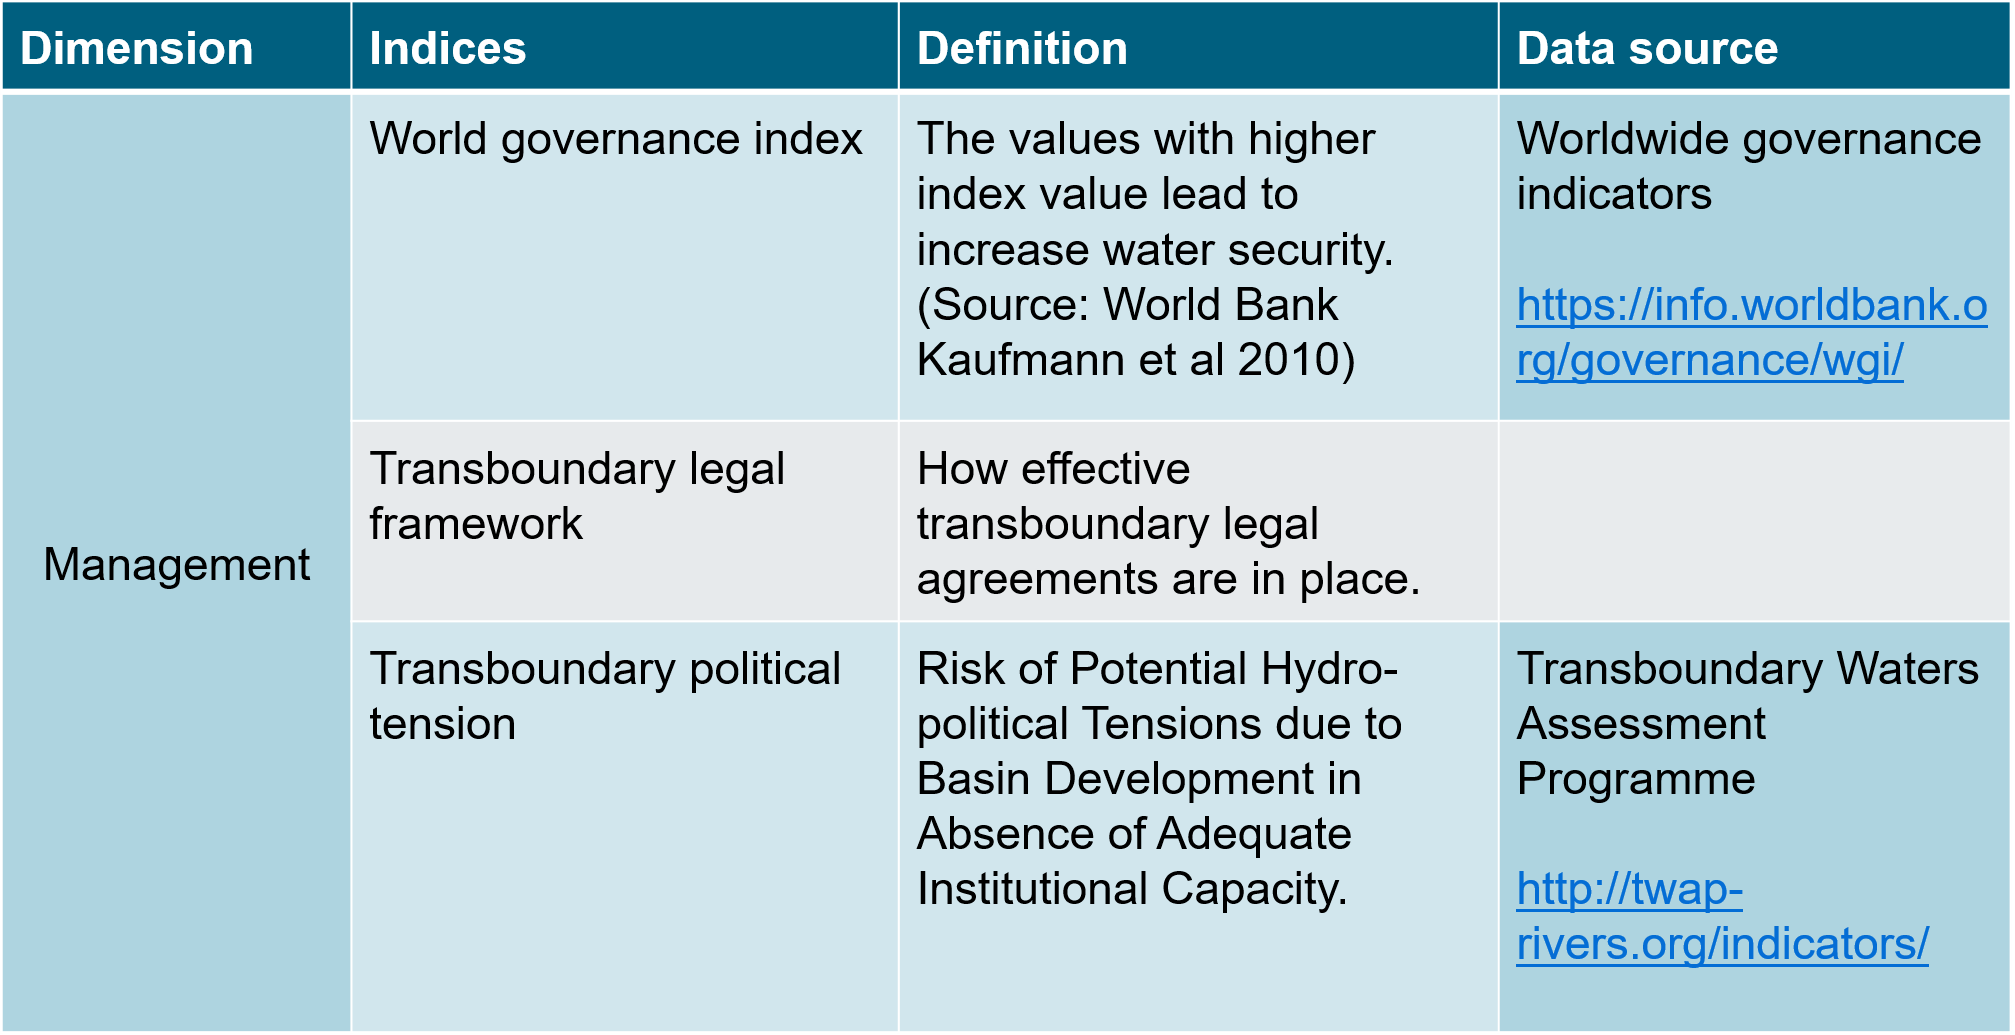 Dimension
Indices
Definition
Data source
Management
World governance index
The values with higher
index value lead to
increase water security.
(Source: World Bank
Kaufmann et al 2010)
Worldwide governance
indicators
https://info.worldbank.o
rg/governance/wgi/
Transboundary legal
framework
How effective
transboundary legal
agreements are in place.
Transboundary political
tension
Risk of Potential Hydro-
political Tensions due to
Basin Development in
Absence of Adequate
Institutional Capacity.
Transboundary Waters
Assessment
Programme
http://twap-
rivers.org/indicators/